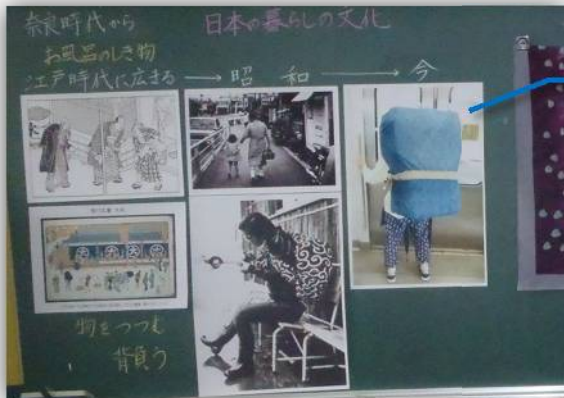 奈良時代から
お風呂のしき物
江戸時代に広まる → 昭和 → 今
日本の暮らしの文化
物をつつむ
背負う